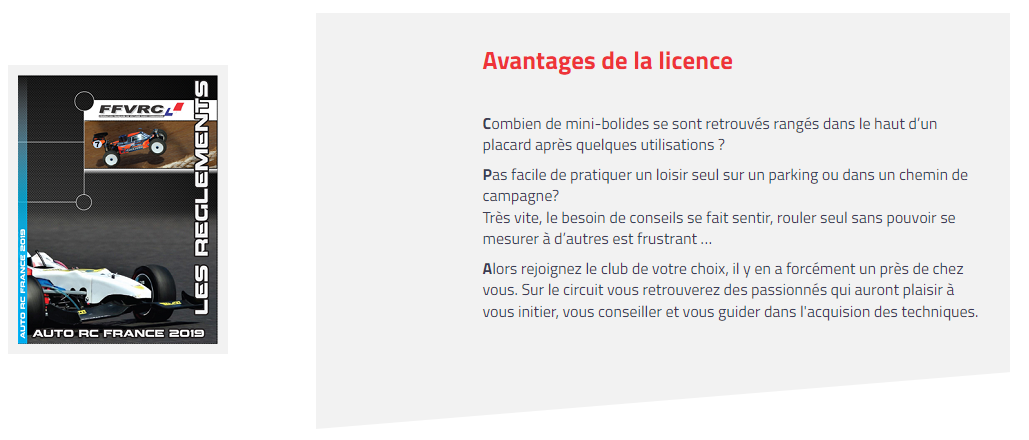 FFVRC
7
LES REGLEMENTS
AUTO RC FRANCE 2019
AUTO RC FRANCE 2019
Avantages de la licence
Combien de mini-bolides se sont retrouvés rangés dans le haut d’un
placard après quelques utilisations ?
Pas facile de pratiquer un loisir seul sur un parking ou dans un chemin de
campagne?
Très vite, le besoin de conseils se fait sentir, rouler seul sans pouvoir se
mesurer à d’autres est frustrant …
Alors rejoignez le club de votre choix, il y en a forcément un près de chez
vous. Sur le circuit vous retrouverez des passionnés qui auront plaisir à
vous initier, vous conseiller et vous guider dans l'acquision des techniques.